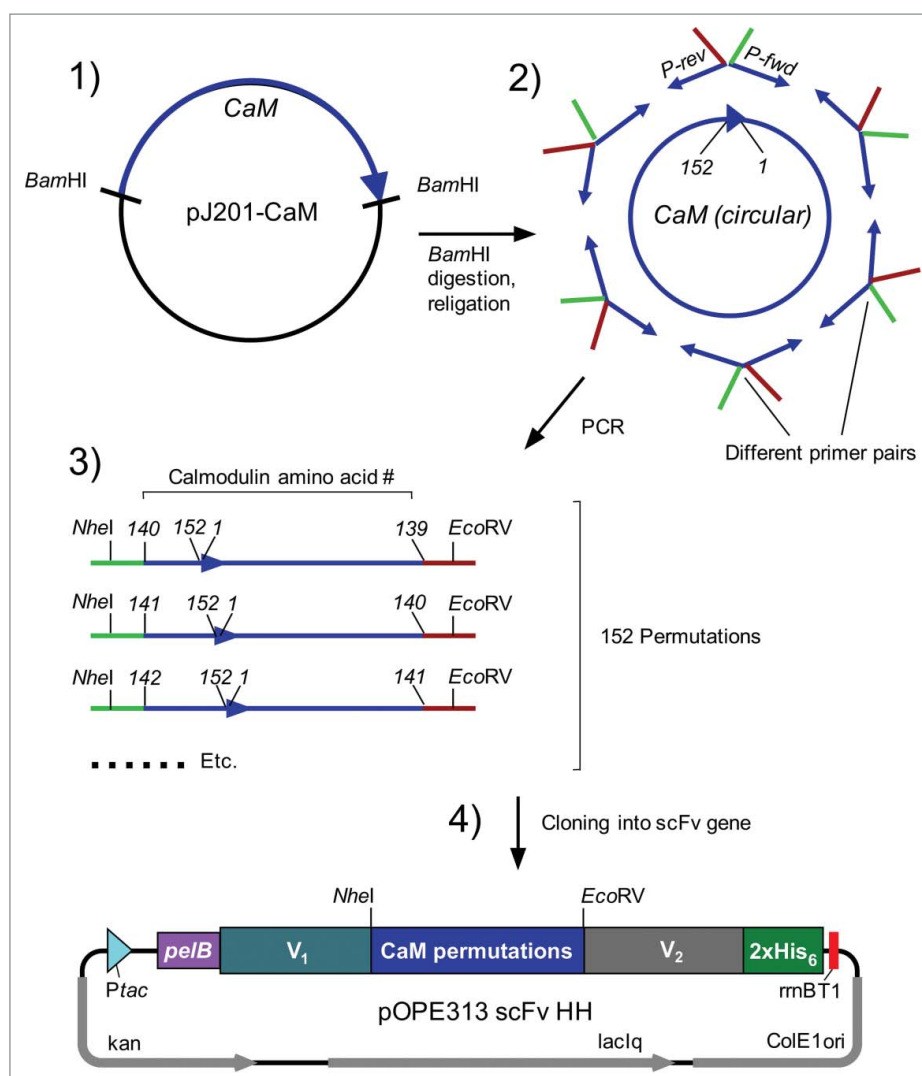 1)
CaM
BamHI
BamHI
pJ201-CaM
BamHI
digestion,
religation
2)
P-rev
P-fwd
152
1
CaM (circular)
Different primer pairs
PCR
3)
Calmodulin amino acid #
NheI
140
152
1
139
EcoRV
NheI
141
152
1
140
EcoRV
NheI
142
152
1
141
EcoRV
Etc.
152 Permutations
4)
Cloning into scFv gene
NheI
EcoRV
pelB
V1
CaM permutations
V2
2xHis6
Ptac
rrnBT1
pOPE313 scFv HH
kan
lacIq
ColE1ori